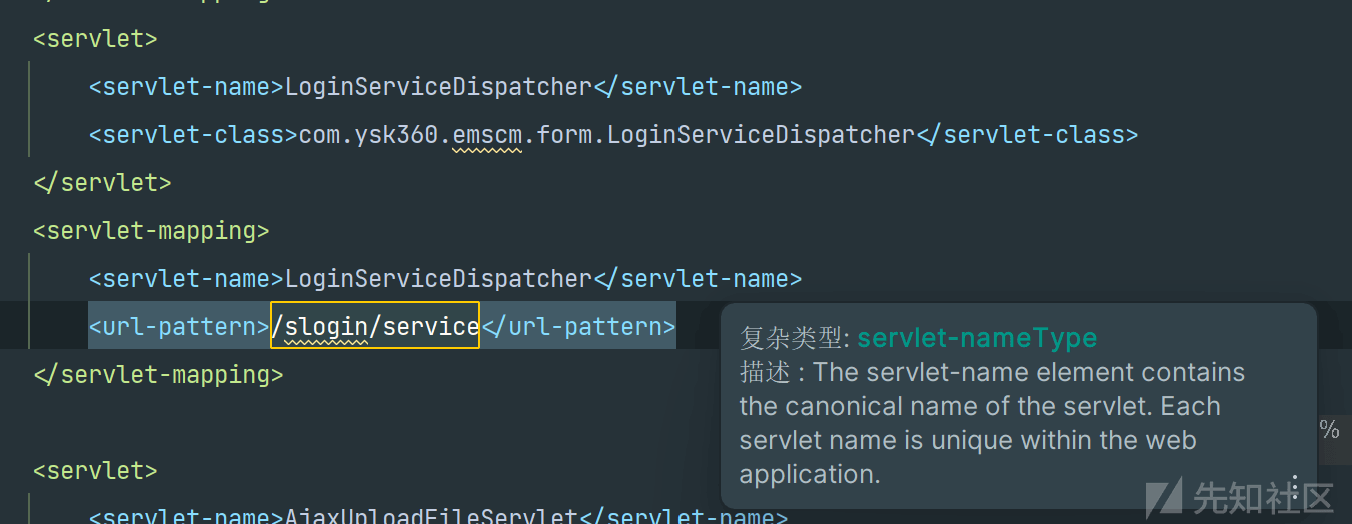 <servlet>
<servlet-name>LoginServiceDispatcher</servlet-name>
<servlet-class>com.ysk360.emscm.form.LoginServiceDispatcher</servlet-class>
</servlet>
<servlet-mapping>
<servlet-name>LoginServiceDispatcher</servlet-name>
<url-pattern>/slogin/service</url-pattern>
</servlet-mapping>
复杂类型: servlet-nameType
描述 : The servlet-name element contains
the canonical name of the servlet. Each
servlet name is unique within the web
application.
%
<servlet>
<servlet-name>AjaxUploadFileServlet</servlet-name>
先知社区